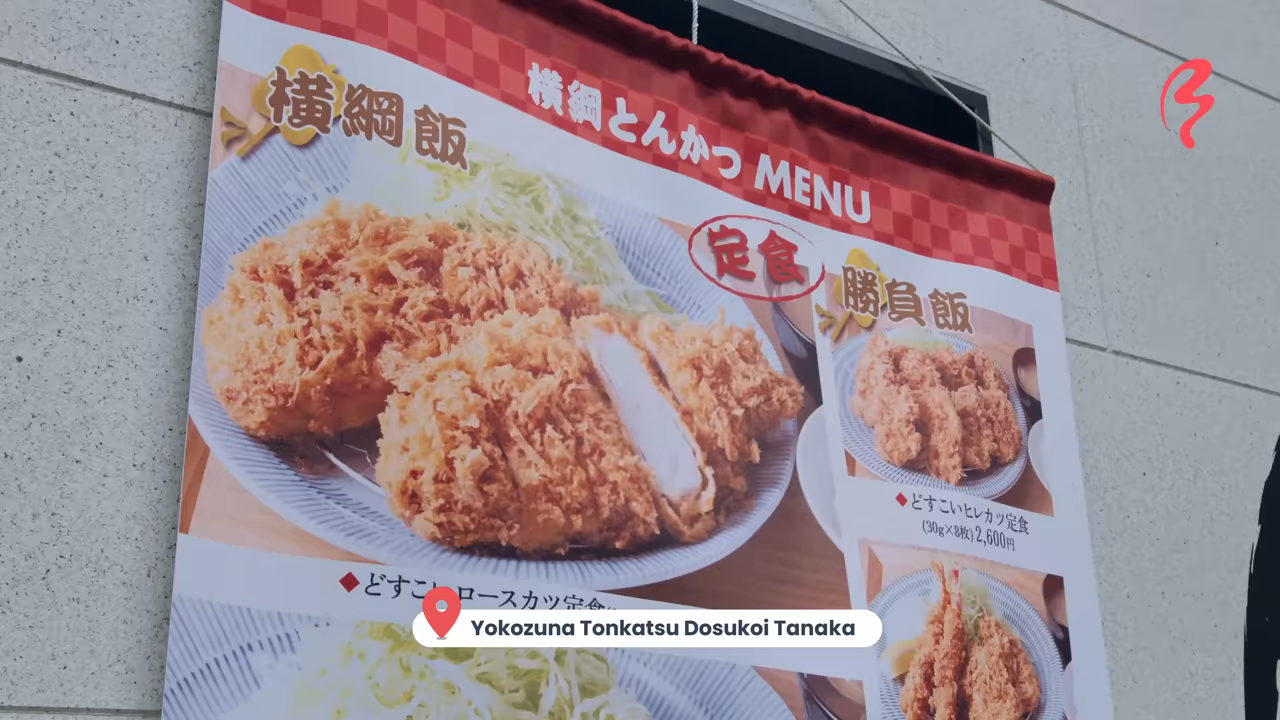 横綱とんかつ MENU
横綱飯
定食
勝負飯
◆どすこいヒレカツ定食
(30g×8枚) 2,600円
◆どすこ ロースカツ定食
Yokozuna Tonkatsu Dosukoi Tanaka